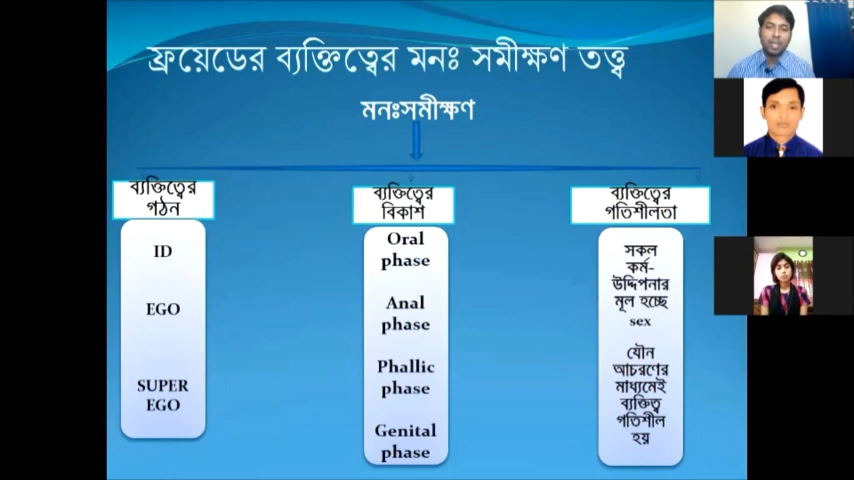 ফ্রয়েডের ব্যক্তিত্বের মনঃ সমীক্ষণ তত্ত্ব
মনঃসমীক্ষণ
ব্যক্তিত্বের
গঠন
ID
EGO
SUPER
EGO
ব্যক্তিত্বের
বিকাশ
Oral
phase
Anal
phase
Phallic
phase
Genital
phase
ব্যক্তিত্বের
গতিশীলতা
সকল
কর্ম-
উদ্দিপনার
মূল হচ্ছে
sex
যৌন
আচরণের
মাধ্যমেই
ব্যক্তিত্ব
গতিশীল
হয়